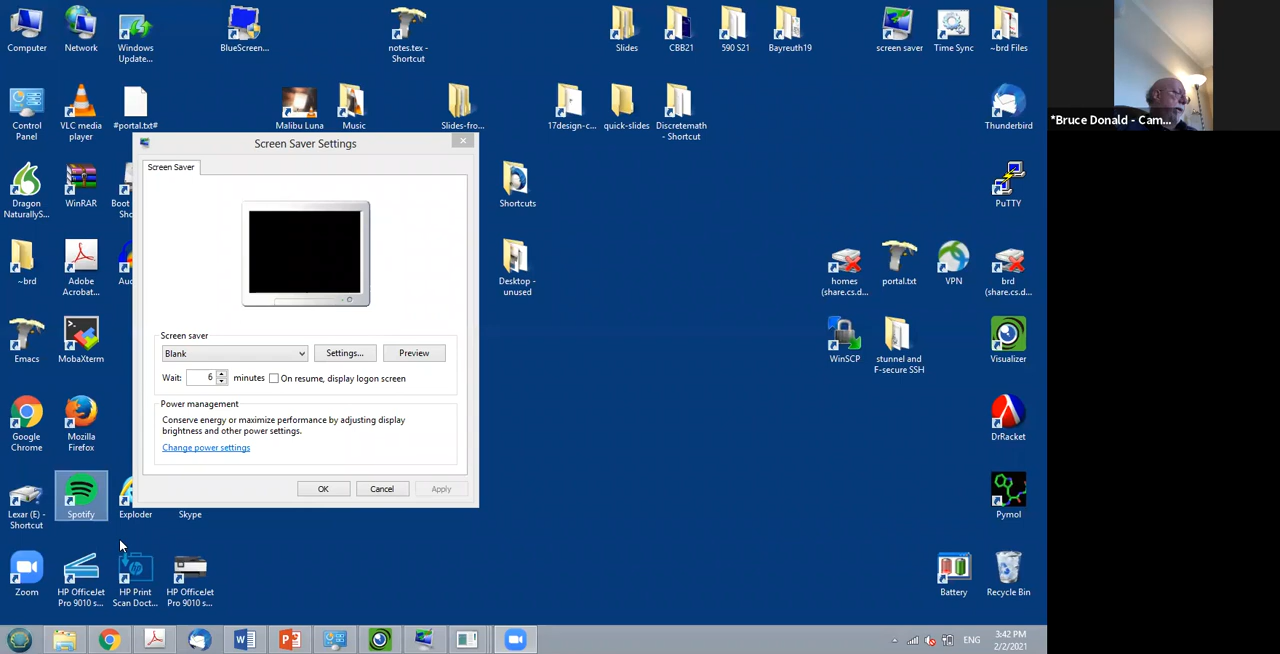 Computer
Network
Windows
Update...
BlueScreen...
notes.tex -
Shortcut
Slides
CBB21
590 S21
Bayreuth19
screen saver
Time Sync
~brd Files
*Bruce Donald - Cam...
Control
Panel
VLC media
player
#portal.txt#
Malibu Luna
Music
Slides-fro...
17design-c...
quick-slides
Discretemath
- Shortcut
Thunderbird
Screen Saver Settings
Screen Saver
Dragon
NaturallyS...
WinRAR
Boot
Sho
Shortcuts
PuTTY
~brd
Adobe
Acrobat...
Au
Desktop -
unused
homes
(share.cs.d...
portal.txt
VPN
brd
(share.cs.d...
Screen saver
Blank
Settings...
Preview
Wait:
6
minutes
On resume, display logon screen
Emacs
MobaXterm
WinSCP
stunnel and
F-secure SSH
Visualizer
Power management
Conserve energy or maximize performance by adjusting display
brightness and other power settings.
Change power settings
Google
Chrome
Mozilla
Firefox
DrRacket
OK
Cancel
Apply
Lexar (E) -
Shortcut
Spotify
Exploder
Skype
Pymol
Zoom
HP OfficeJet
Pro 9010 s...
HP Print
Scan Doct...
HP OfficeJet
Pro 9010 s...
Battery
Recycle Bin
ENG
3:42 PM
2/2/2021